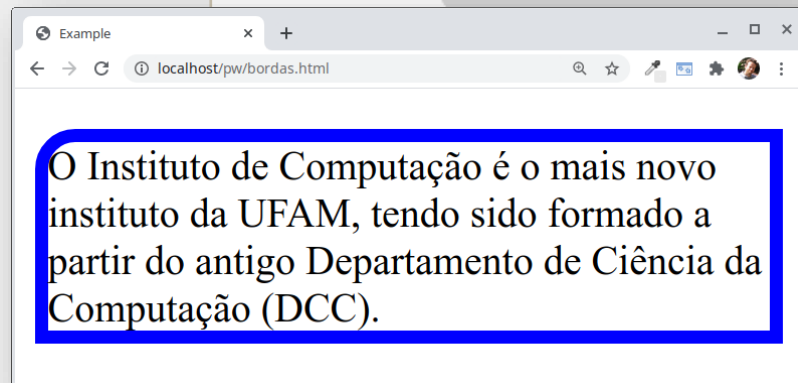 Example
localhost/pw/bordas.html
O Instituto de Computação é o mais novo
instituto da UFAM, tendo sido formado a
partir do antigo Departamento de Ciência da
Computação (DCC).